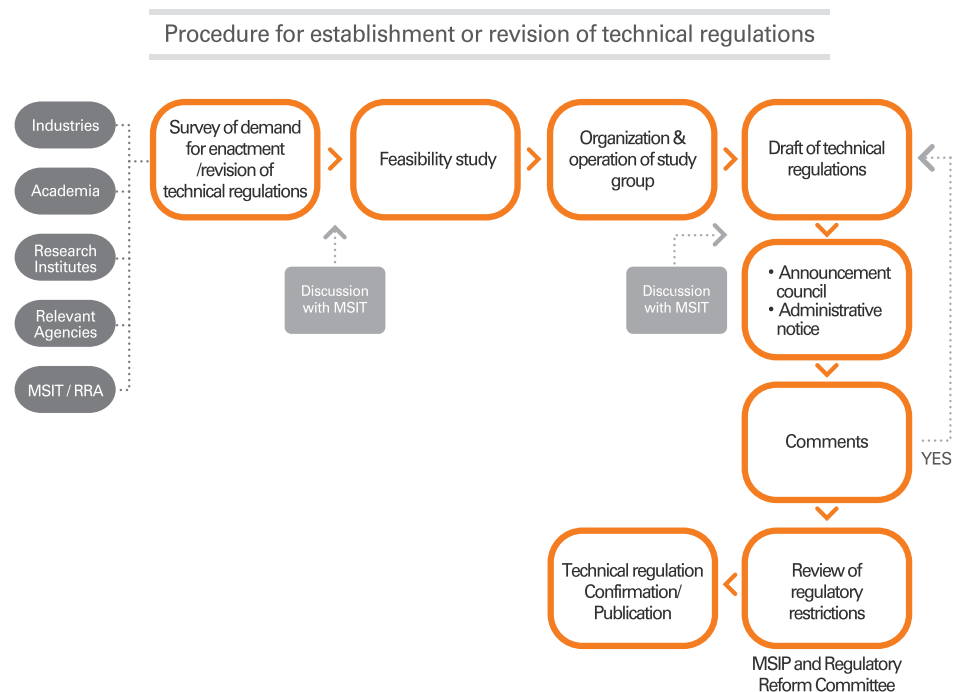 Procedure for establishment or revision of technical regulations
Industries
Academia
Research
Institutes
Relevant
Agencies
MSIT / RRA
Survey of demand
for enactment
/revision of
technical regulations
Feasibility study
Organization &
operation of study
group
Draft of technical
regulations
Discussion
with MSIT
Discussion
with MSIT
• Announcement
council
• Administrative
notice
Comments
YES
Review of
regulatory
restrictions
MSIP and Regulatory
Reform Committee
Technical regulation
Confirmation/
Publication